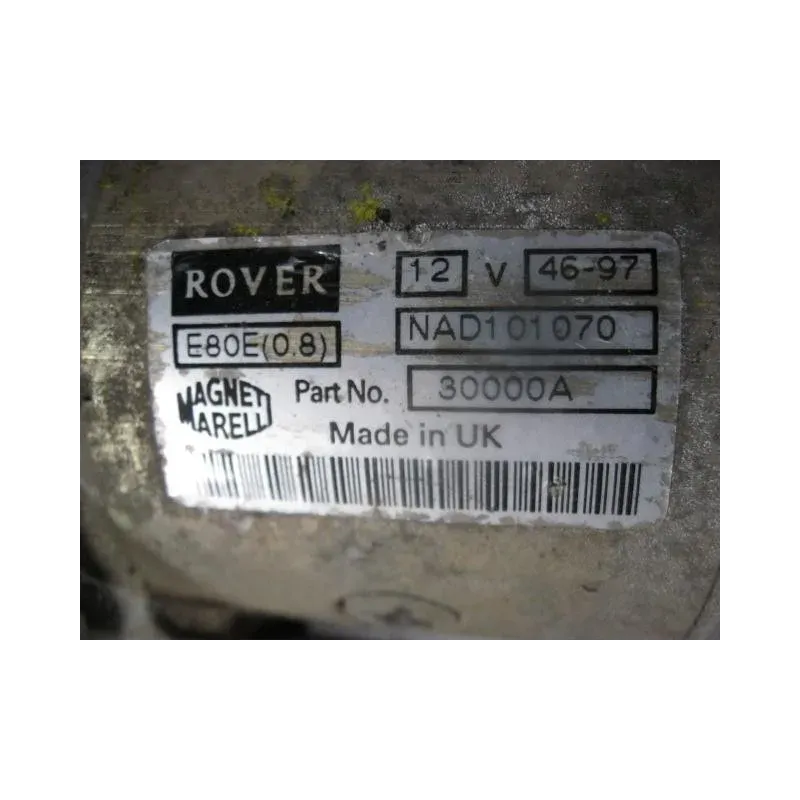 ROVER 12 V 46-97
E80E(0.8) NAD101070
MAGNETI MARELLI Part No. 30000A
Made in UK